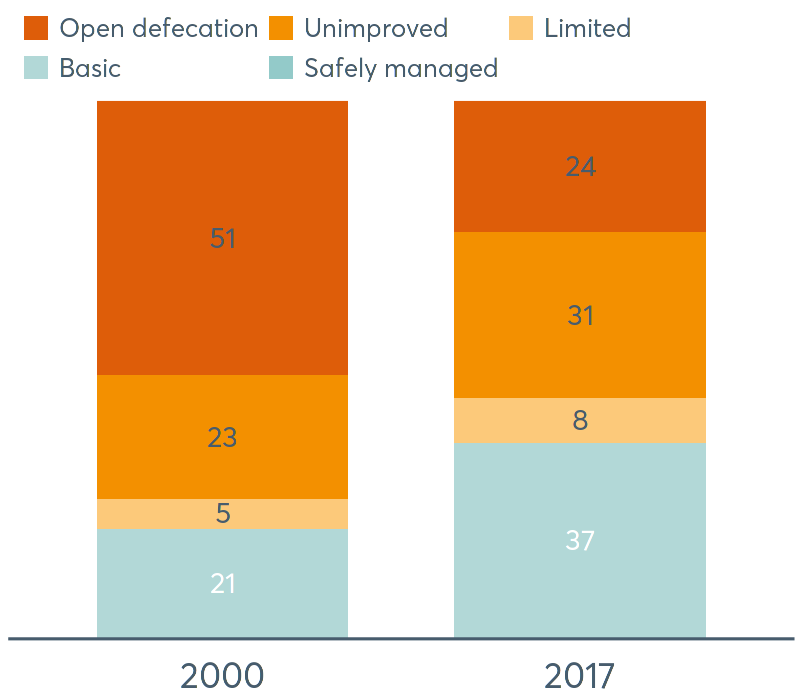 Open defecation Unimproved Limited
Basic Safely managed
51 24
23 31
5 8
21 37
2000 2017